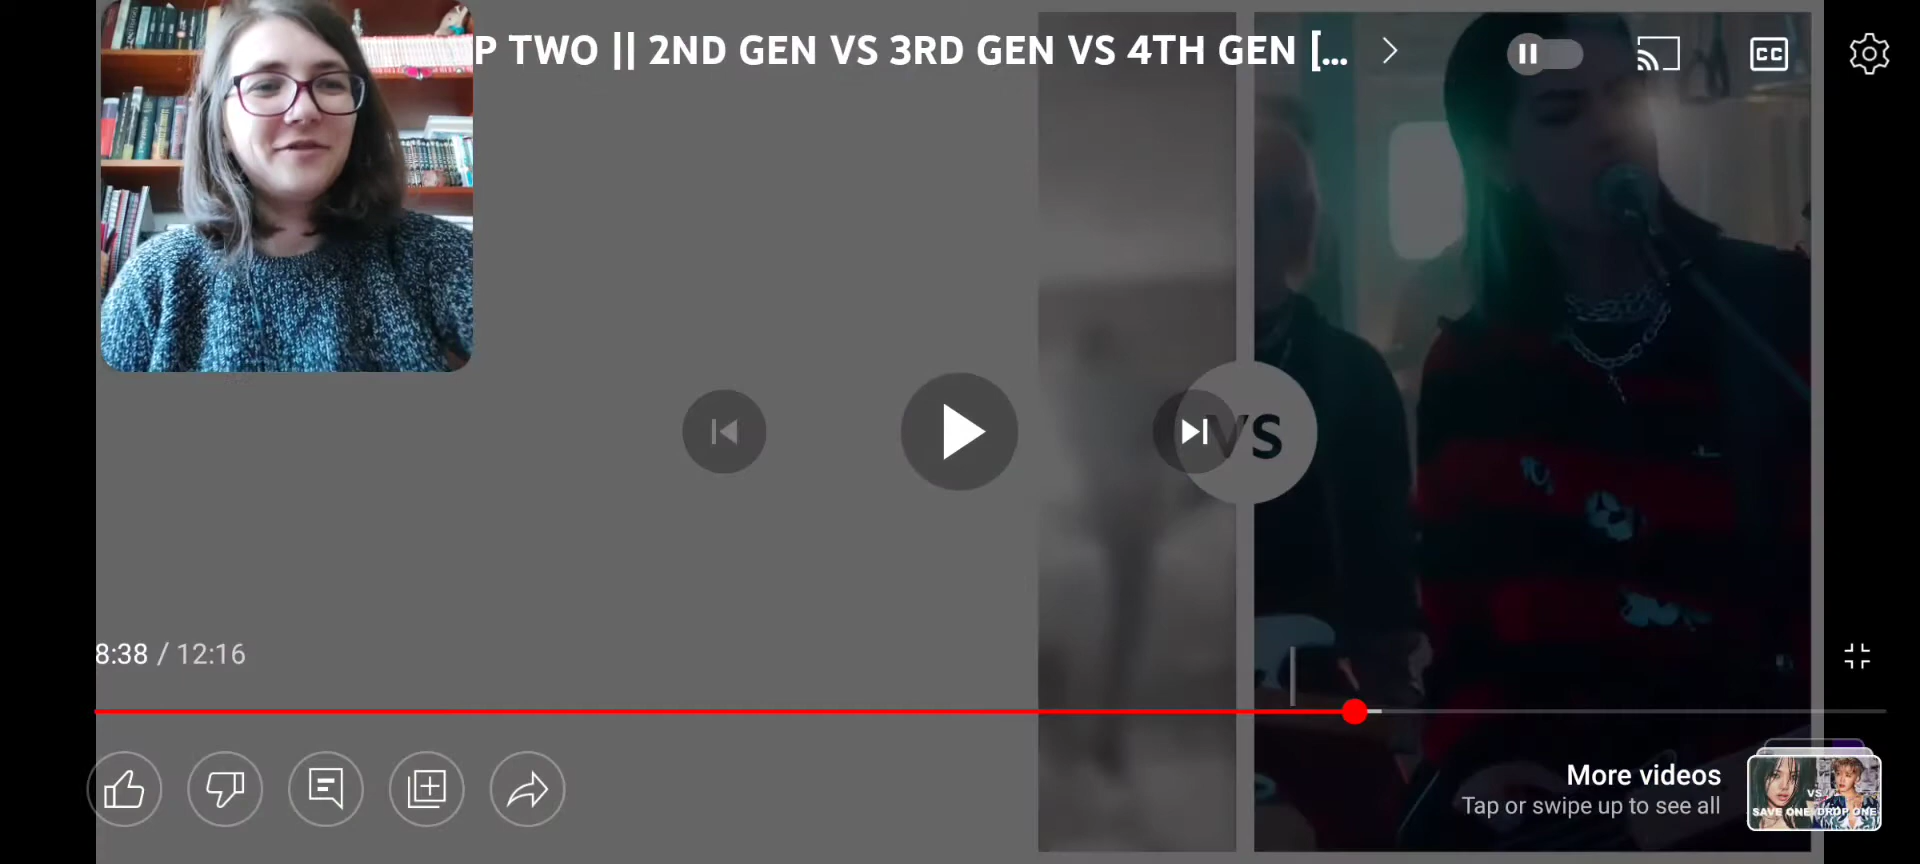 P TWO || 2ND GEN VS 3RD GEN VS 4TH GEN [...
CC
VS
8:38 / 12:16
More videos
Tap or swipe up to see all
VS
SAVE ONE DROP ONE